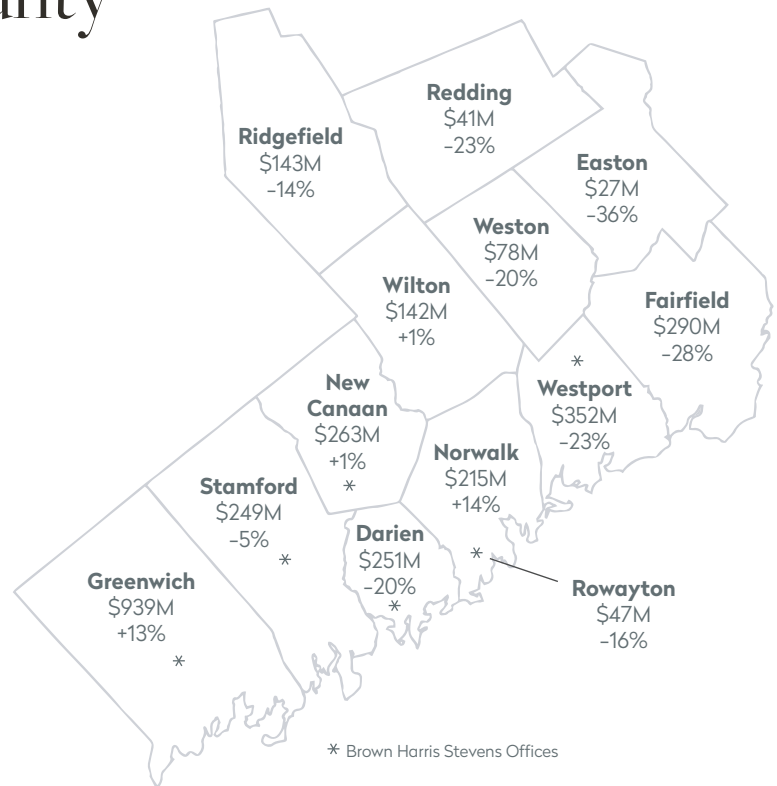 Ridgefield
$143M
-14%
Redding
$41M
-23%
Easton
$27M
-36%
Weston
$78M
-20%
Wilton
$142M
+1%
Fairfield
$290M
-28%
New
Canaan
$263M
+1%
*
*
Westport
$352M
-23%
Norwalk
$215M
+14%
*
Stamford
$249M
-5%
*
Darien
$251M
-20%
*
Greenwich
$939M
+13%
*
Rowayton
$47M
-16%
* Brown Harris Stevens Offices